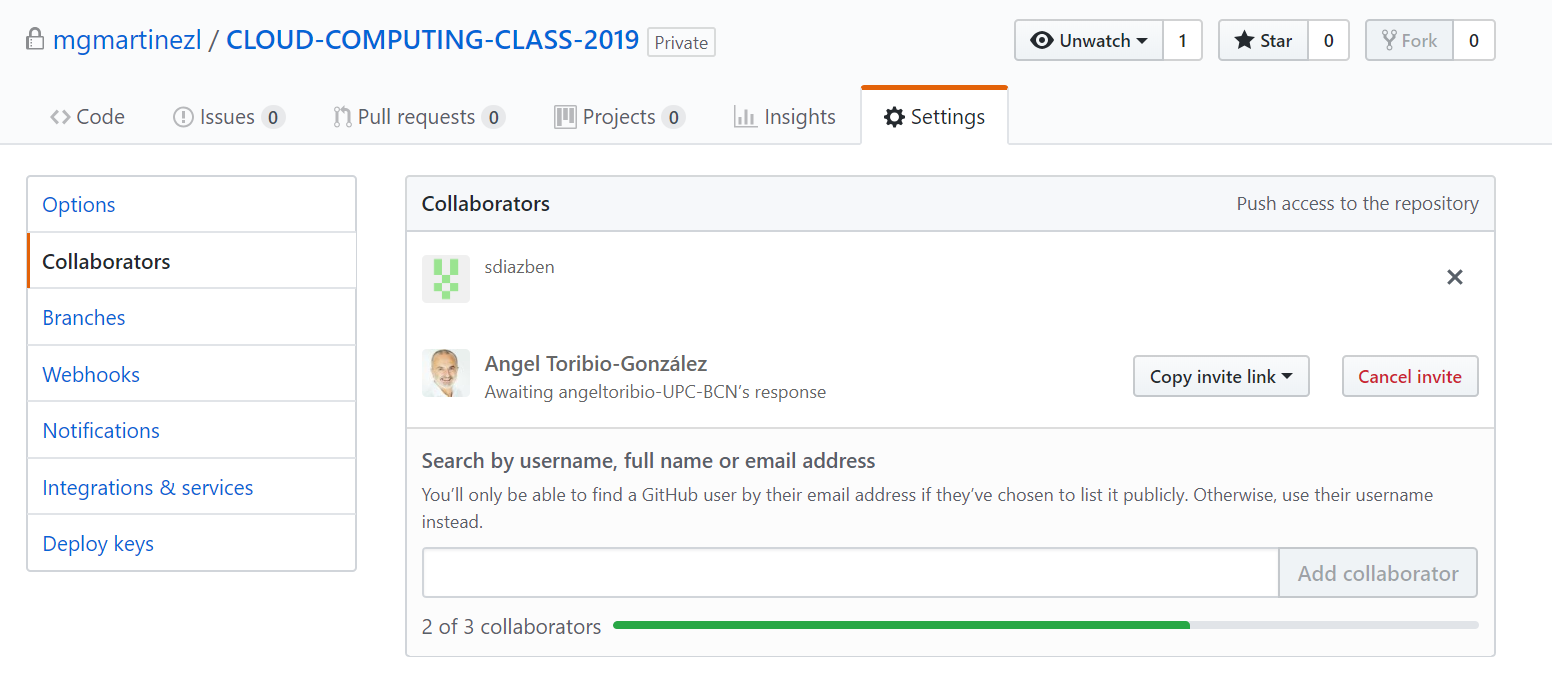 mgmartinezl / CLOUD-COMPUTING-CLASS-2019 Private
Unwatch 1 Star 0 Fork 0
Code Issues 0 Pull requests 0 Projects 0 Insights Settings
Options
Collaborators
Branches
Webhooks
Notifications
Integrations & services
Deploy keys
Collaborators Push access to the repository
sdiazben
Angel Toribio-González
Awaiting angeltoribio-UPC-BCN’s response
Copy invite link Cancel invite
Search by username, full name or email address
You’ll only be able to find a GitHub user by their email address if they’ve chosen to list it publicly. Otherwise, use their username
instead.
Add collaborator
2 of 3 collaborators